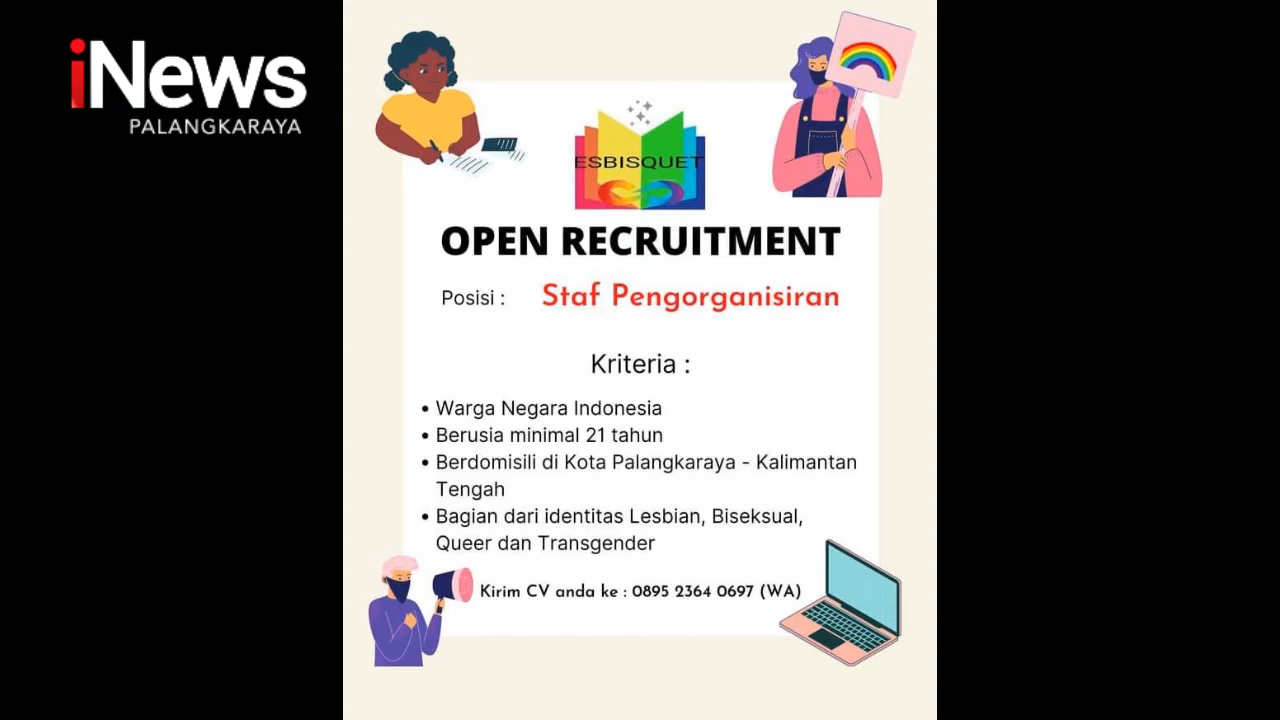 iNews
PALANGKARAYA
ESBISQUET
OPEN RECRUITMENT
Posisi : Staf Pengorganisiran
Kriteria :
• Warga Negara Indonesia
• Berusia minimal 21 tahun
• Berdomisili di Kota Palangkaraya - Kalimantan
Tengah
• Bagian dari identitas Lesbian, Biseksual,
Queer dan Transgender
Kirim CV anda ke : 0895 2364 0697 (WA)